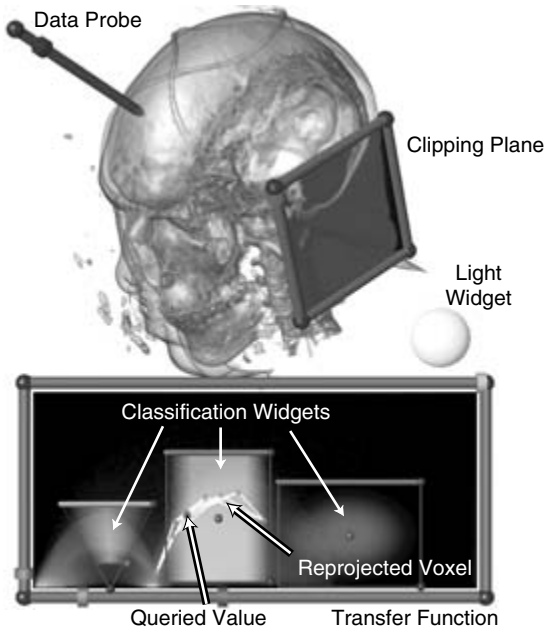 Data Probe
Clipping Plane
Light
Widget
Classification Widgets
Reprojected Voxel
Queried Value
Transfer Function